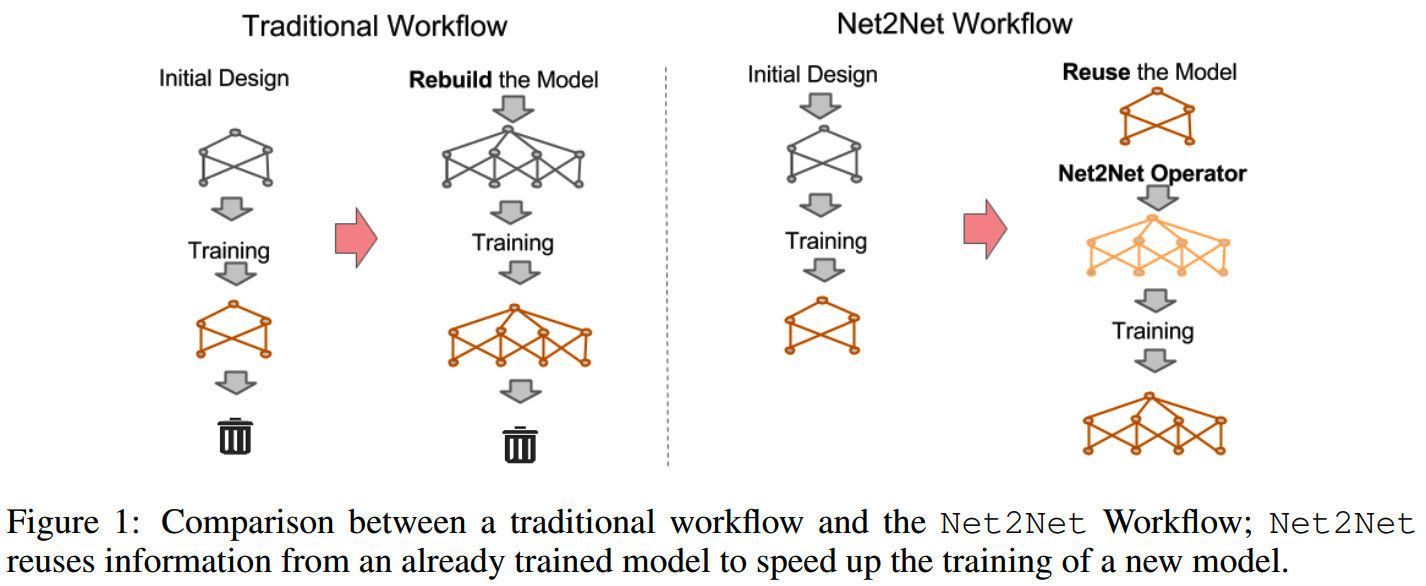 Traditional Workflow
Initial Design
Training
Rebuild the Model
Training
Net2Net Workflow
Initial Design
Training
Reuse the Model
Net2Net Operator
Training
Figure 1: Comparison between a traditional workflow and the Net2Net Workflow; Net2Net
reuses information from an already trained model to speed up the training of a new model.